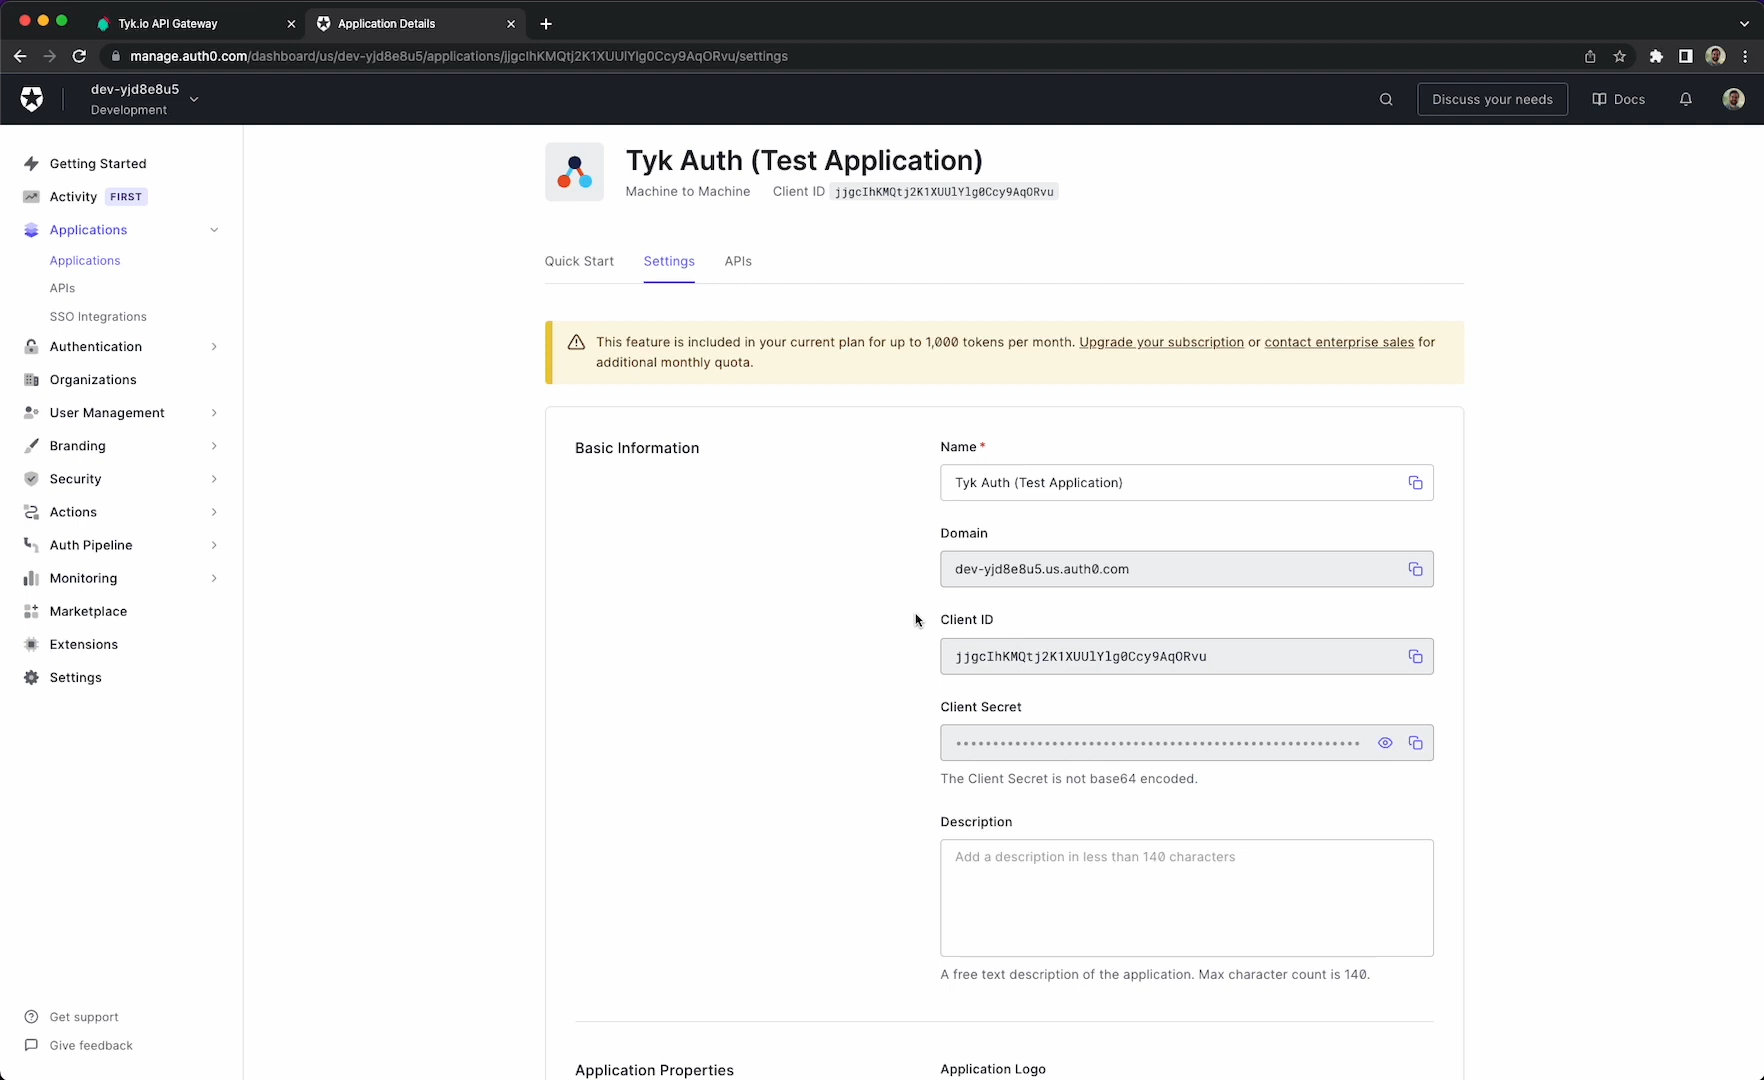 Tyk.io API Gateway
Application Details
manage.auth0.com/dashboard/us/dev-yjd8e8u5/applications/jjgcIhKMQtj2K1XUUlYlg0Ccy9AqORvu/settings
dev-yjd8e8u5
Development
Discuss your needs
Docs
Getting Started
Activity FIRST
Applications
Applications
APIs
SSO Integrations
Authentication
Organizations
User Management
Branding
Security
Actions
Auth Pipeline
Monitoring
Marketplace
Extensions
Settings
Get support
Give feedback
Tyk Auth (Test Application)
Machine to Machine Client ID jjgcIhKMQtj2K1XUUlYlg0Ccy9AqORvu
Quick Start Settings APIs
This feature is included in your current plan for up to 1,000 tokens per month. Upgrade your subscription or contact enterprise sales for
additional monthly quota.
Basic Information
Name *
Tyk Auth (Test Application)
Domain
dev-yjd8e8u5.us.auth0.com
Client ID
jjgcIhKMQtj2K1XUUlYlg0Ccy9AqORvu
Client Secret
The Client Secret is not base64 encoded.
Description
Add a description in less than 140 characters
A free text description of the application. Max character count is 140.
Application Properties
Application Logo